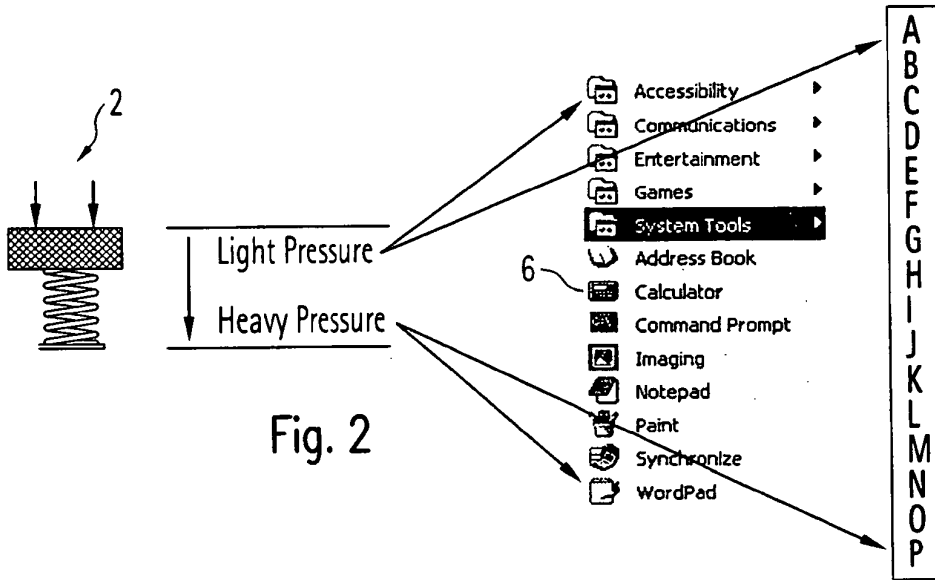 2
Light Pressure
Heavy Pressure
Fig. 2
Accessibility
Communications
Entertainment
Games
System Tools
Address Book
6
Calculator
Command Prompt
Imaging
Notepad
Paint
Synchronize
WordPad
A
B
C
D
E
F
G
H
I
J
K
L
M
N
O
P